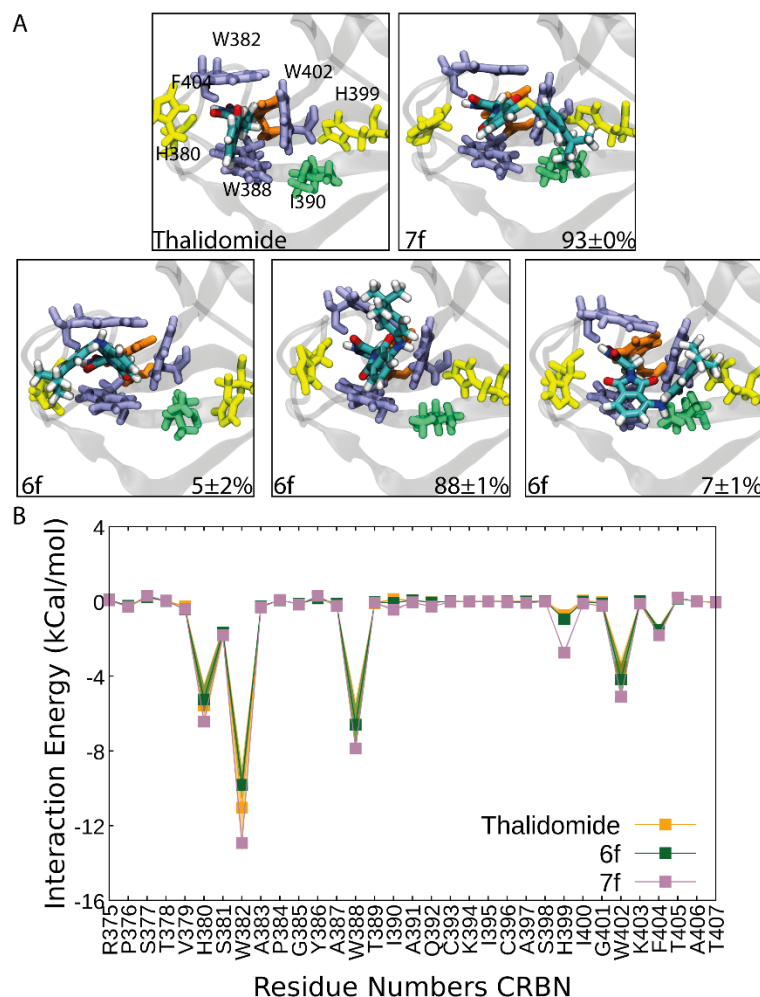 A
W382
F404
W402
H399
H380
W388
I390
Thalidomide
7f
93±0%
6f
5±2%
6f
88±1%
6f
7±1%
B
Interaction Energy (kCal/mol)
4
0
-4
-8
-12
-16
Thalidomide
6f
7f
R375
P376
S377
T378
V379
H380
S381
W382
A383
P384
G385
Y386
A387
W388
T389
I390
A391
Q392
C393
K394
I395
C396
A397
S398
H399
I400
G401
W402
K403
F404
T405
A406
T407
Residue Numbers CRBN